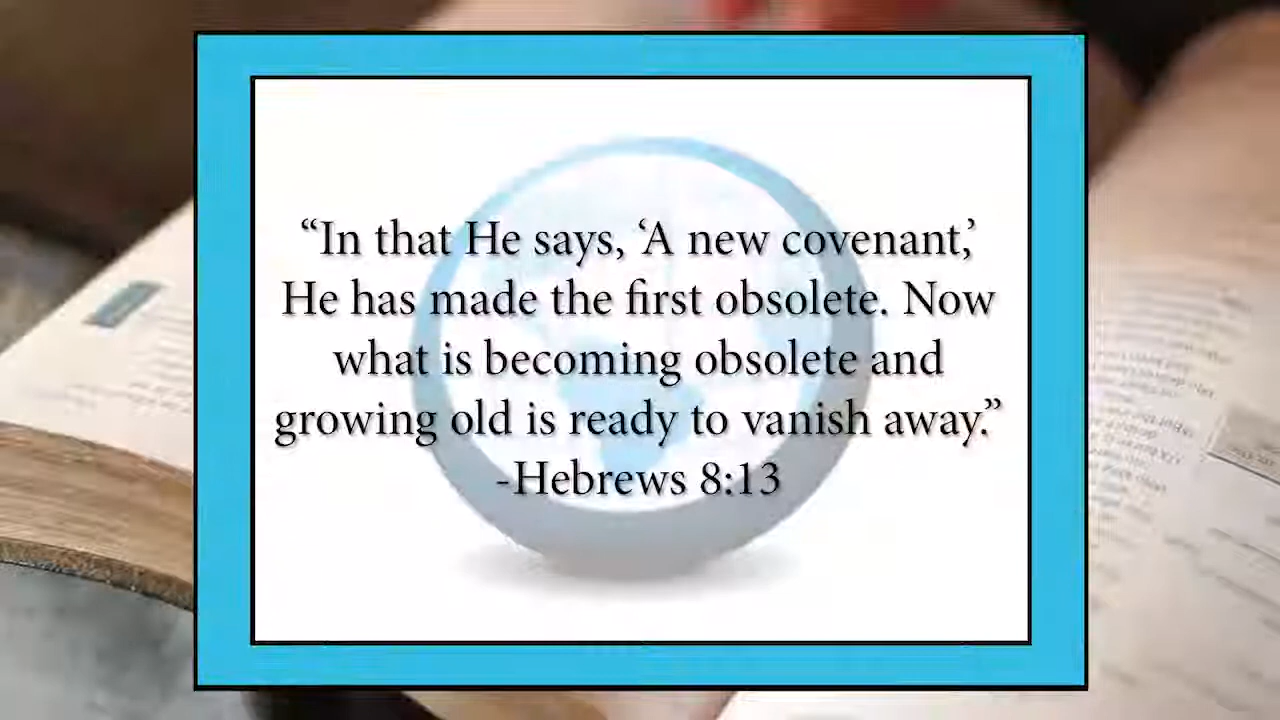 “In that He says, ‘A new covenant,’
He has made the first obsolete. Now
what is becoming obsolete and
growing old is ready to vanish away.”
-Hebrews 8:13